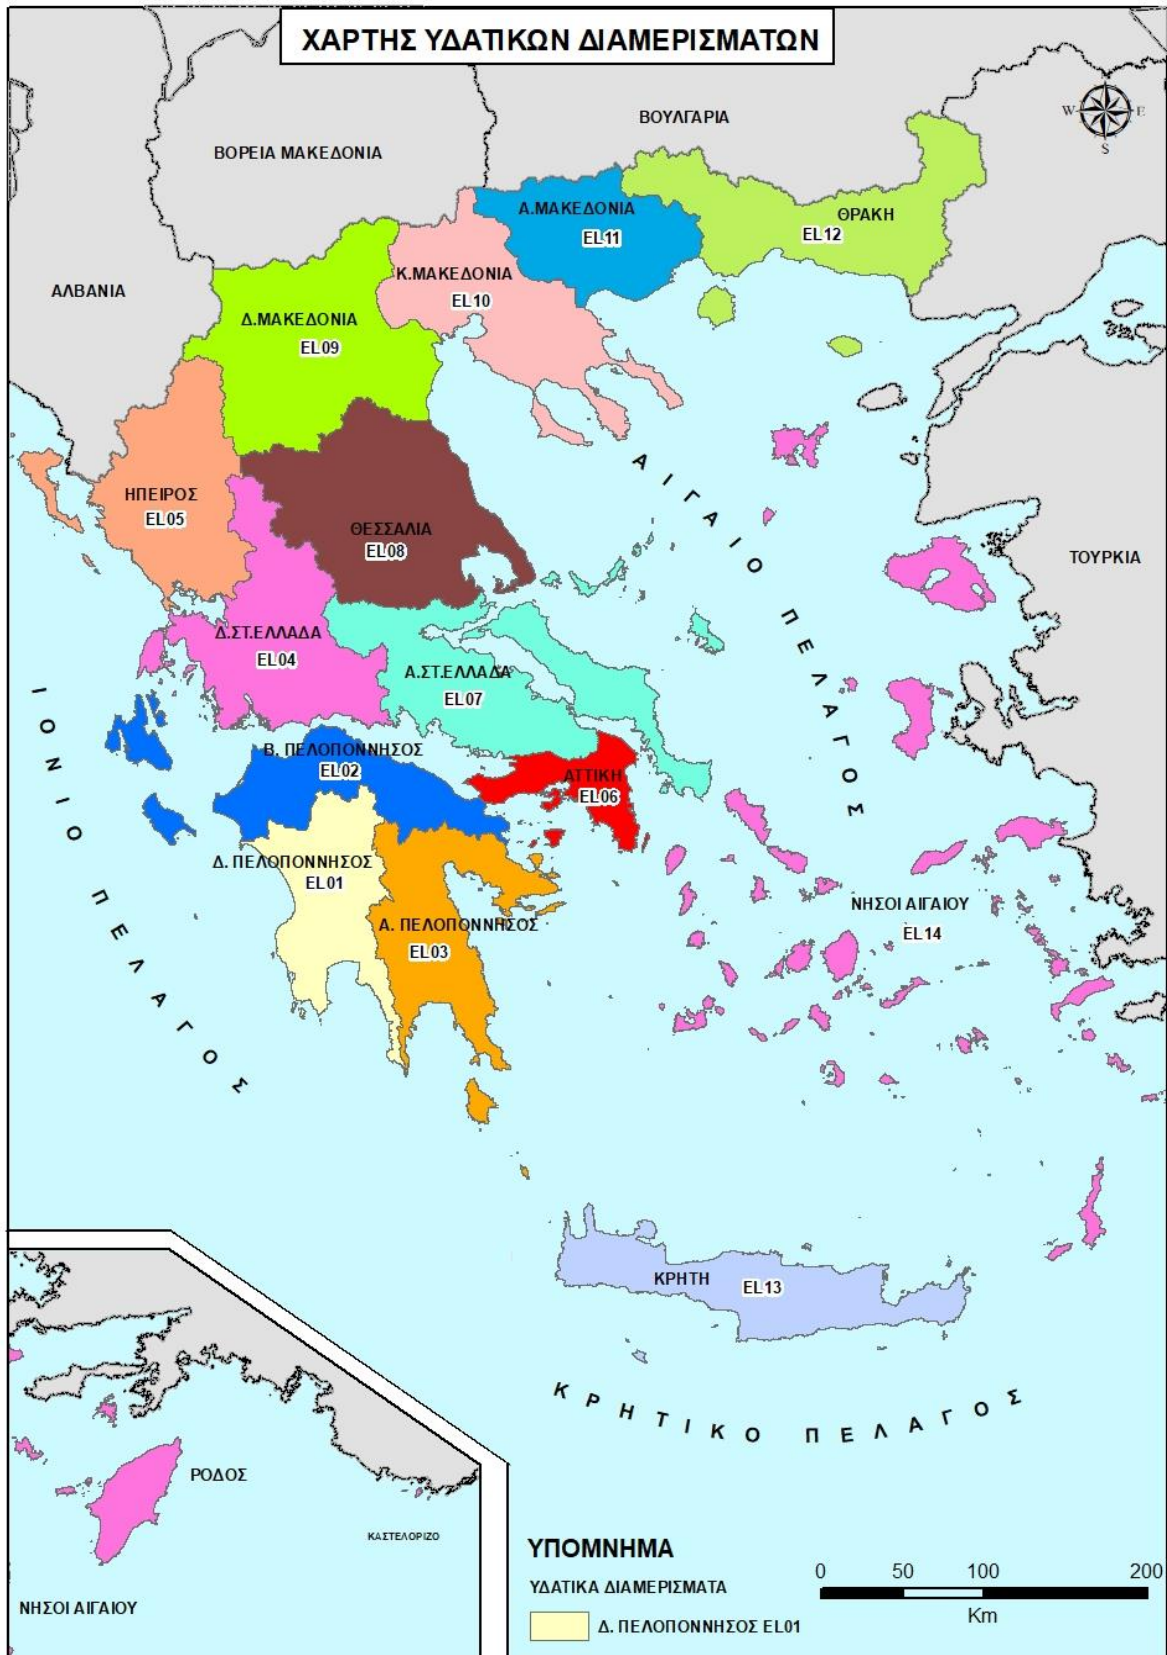 ΧΑΡΤΗΣ ΥΔΑΤΙΚΩΝ ΔΙΑΜΕΡΙΣΜΑΤΩΝ
W E
S
ΒΟΥΛΓΑΡΙΑ
ΒΟΡΕΙΑ ΜΑΚΕΔΟΝΙΑ
ΑΛΒΑΝΙΑ
ΤΟΥΡΚΙΑ
Α.ΜΑΚΕΔΟΝΙΑ
EL11
ΘΡΑΚΗ
EL12
Κ.ΜΑΚΕΔΟΝΙΑ
EL10
Δ.ΜΑΚΕΔΟΝΙΑ
EL09
ΗΠΕΙΡΟΣ
EL05
ΘΕΣΣΑΛΙΑ
EL08
Δ.ΣΤ.ΕΛΛΑΔΑ
EL04
Α.ΣΤ.ΕΛΛΑΔΑ
EL07
Β. ΠΕΛΟΠΟΝΝΗΣΟΣ
EL02
ΑΤΤΙΚΗ
EL06
Δ. ΠΕΛΟΠΟΝΝΗΣΟΣ
EL01
Α. ΠΕΛΟΠΟΝΝΗΣΟΣ
EL03
ΝΗΣΟΙ ΑΙΓΑΙΟΥ
EL14
ΑΙΓΑΙΟ ΠΕΛΑΓΟΣ
ΙΟΝΙΟ ΠΕΛΑΓΟΣ
ΚΡΗΤΗ EL13
ΚΡΗΤΙΚΟ ΠΕΛΑΓΟΣ
ΡΟΔΟΣ
ΚΑΣΤΕΛΟΡΙΖΟ
ΝΗΣΟΙ ΑΙΓΑΙΟΥ
ΥΠΟΜΝΗΜΑ
ΥΔΑΤΙΚΑ ΔΙΑΜΕΡΙΣΜΑΤΑ
Δ. ΠΕΛΟΠΟΝΝΗΣΟΣ EL01
0 50 100 200
Km